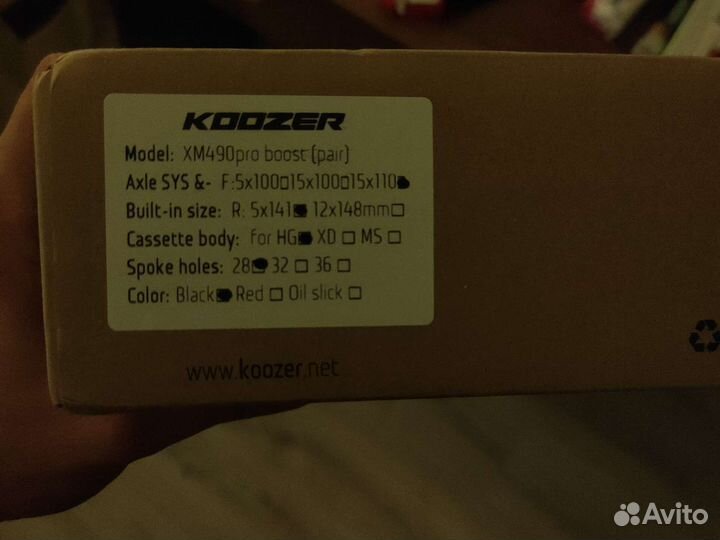 KOOZER
Model: XM490pro boost (pair)
Axle SYS &- F:5x100□15x100□15x110■
Built-in size: R: 5x141■ 12x148mm□
Cassette body: for HG■ XD □ MS □
Spoke holes: 28■ 32 □ 36 □
Color: Black■ Red □ Oil slick □
www.koozer.net
Avito